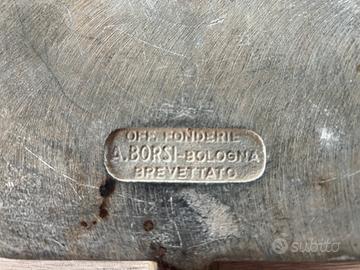 OFF. FONDERIE
A. BORSI-BOLOGNA
BREVETTATO
subito